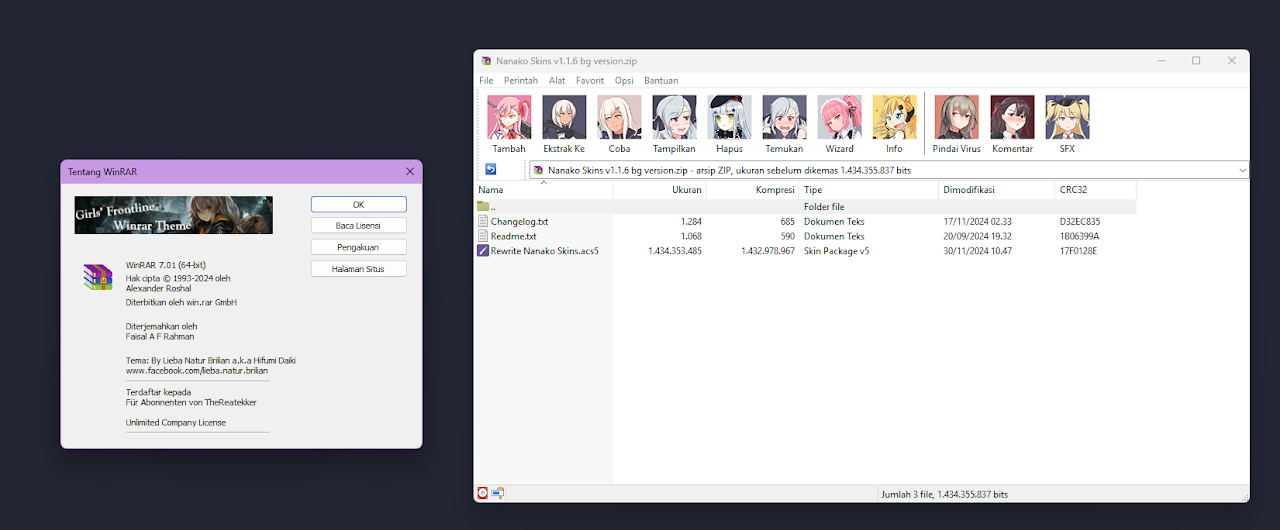 Tentang WinRAR
Girls' Frontline
Winrar Theme
OK
Baca Lisensi
Pengakuan
Halaman Situs
WinRAR 7.01 (64-bit)
Hak cipta © 1993-2024 oleh
Alexander Roshal
Diterbitkan oleh win.rar GmbH
Diterjemahkan oleh
Faisal A F Rahman
Tema: By Lieba Natur Brilian a.k.a Hifumi Daiki
www.facebook.com/lieba.natur.brilian
Terdaftar kepada
Für Abonnenten von TheReatekker
Unlimited Company License
Nanako Skins v1.1.6 bg version.zip
File Perintah Alat Favorit Opsi Bantuan
Tambah Ekstrak Ke Coba Tampilkan Hapus Temukan Wizard Info Pindai Virus Komentar SFX
Nanako Skins v1.1.6 bg version.zip - arsip ZIP, ukuran sebelum dikemas 1.434.355.837 bits
Nama Ukuran Kompresi Tipe Dimodifikasi CRC32
.. Folder file
Changelog.txt 1.284 685 Dokumen Teks 17/11/2024 02.33 D32EC835
Readme.txt 1.068 590 Dokumen Teks 20/09/2024 19.32 1B06399A
Rewrite Nanako Skins.acs5 1.434.353.485 1.432.978.967 Skin Package v5 30/11/2024 10.47 17F0128E
Jumlah 3 file, 1.434.355.837 bits